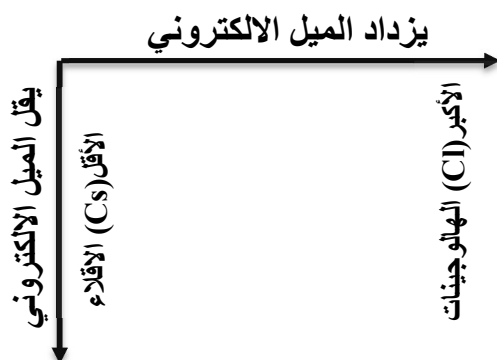 يزداد الميل الالكتروني
يقل الميل الالكتروني
الأقل(Cs) الاقلاء
الأكبر(Cl) الهالوجينات